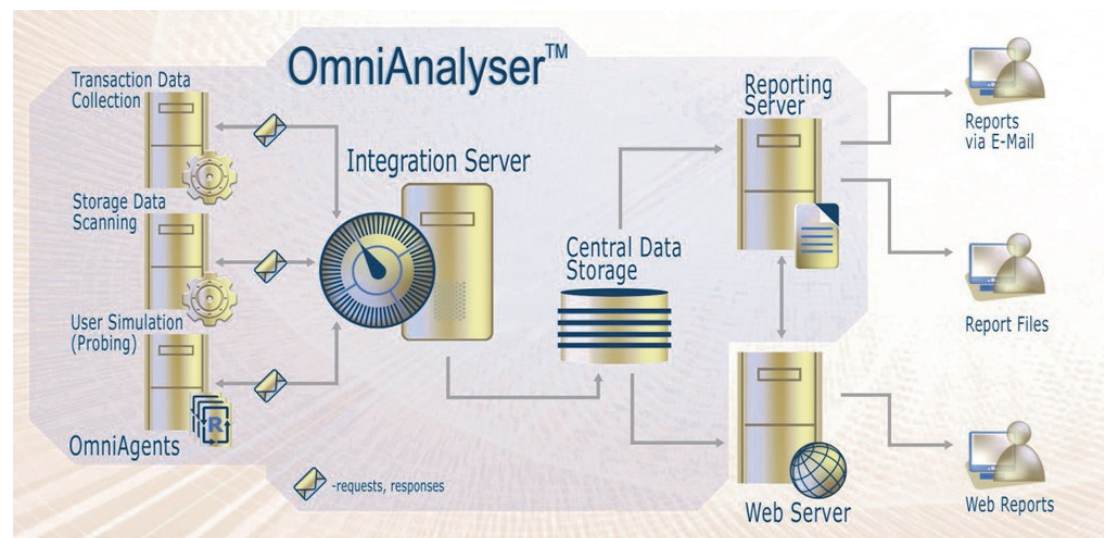 OmniAnalyser™
Transaction Data
Collection
Storage Data
Scanning
User Simulation
(Probing)
OmniAgents
R
Integration Server
-requests, responses
Central Data
Storage
Reporting
Server
Web Server
Reports
via E-Mail
Report Files
Web Reports